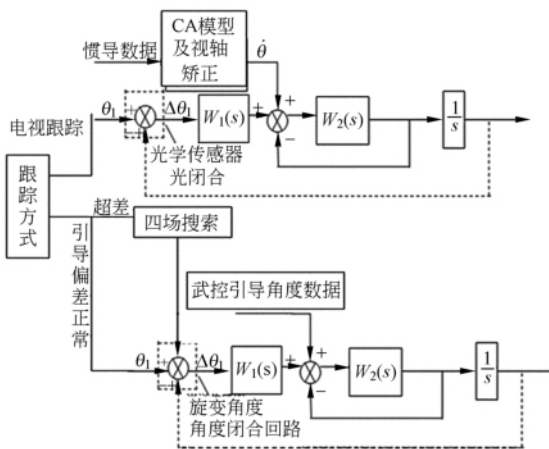 CA模型
及视轴
矫正
惯导数据
θ̇
电视跟踪
θ₁
+
+
Δθ₁
W₁(s)
+
+
−
W₂(s)
1/s
光学传感器
光闭合
跟踪方式
超差
四场搜索
引导偏差正常
武控引导角度数据
θ₁
+
Δθ₁
W₁(s)
+
+
−
W₂(s)
1/s
旋变角度
角度闭合回路